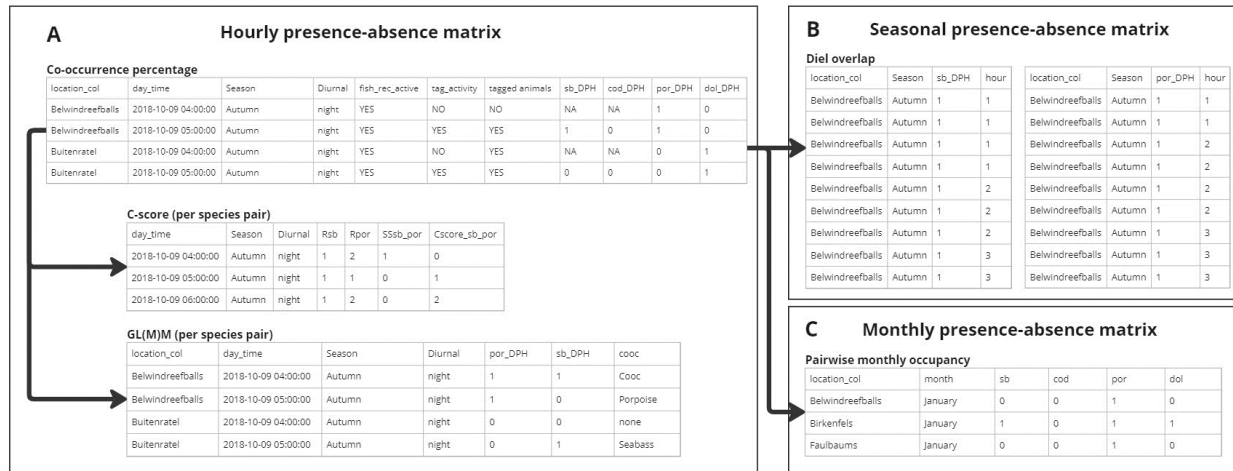 A Hourly presence-absence matrix
Co-occurrence percentage
location_col day_time Season Diurnal fish_rec_active tag_activity tagged animals sb_DPH cod_DPH por_DPH dol_DPH
Belwindreefballs 2018-10-09 04:00:00 Autumn night YES NO NO NA NA 1 0
Belwindreefballs 2018-10-09 05:00:00 Autumn night YES YES YES 1 0 1 0
Buitenratel 2018-10-09 04:00:00 Autumn night YES NO YES NA NA 0 1
Buitenratel 2018-10-09 05:00:00 Autumn night YES YES YES 0 0 0 1
C-score (per species pair)
day_time Season Diurnal Rsb Rpor SSsb_por Cscore_sb_por
2018-10-09 04:00:00 Autumn night 1 2 1 0
2018-10-09 05:00:00 Autumn night 1 1 0 1
2018-10-09 06:00:00 Autumn night 1 2 0 2
GL(M)M (per species pair)
location_col day_time Season Diurnal por_DPH sb_DPH cooc
Belwindreefballs 2018-10-09 04:00:00 Autumn night 1 1 Cooc
Belwindreefballs 2018-10-09 05:00:00 Autumn night 1 0 Porpoise
Buitenratel 2018-10-09 04:00:00 Autumn night 0 0 none
Buitenratel 2018-10-09 05:00:00 Autumn night 0 1 Seabass
B Seasonal presence-absence matrix
Diel overlap
location_col Season sb_DPH hour location_col Season por_DPH hour
Belwindreefballs Autumn 1 1 Belwindreefballs Autumn 1 1
Belwindreefballs Autumn 1 1 Belwindreefballs Autumn 1 1
Belwindreefballs Autumn 1 1 Belwindreefballs Autumn 1 2
Belwindreefballs Autumn 1 1 Belwindreefballs Autumn 1 2
Belwindreefballs Autumn 1 2 Belwindreefballs Autumn 1 2
Belwindreefballs Autumn 1 2 Belwindreefballs Autumn 1 2
Belwindreefballs Autumn 1 2 Belwindreefballs Autumn 1 3
Belwindreefballs Autumn 1 3 Belwindreefballs Autumn 1 3
Belwindreefballs Autumn 1 3 Belwindreefballs Autumn 1 3
C Monthly presence-absence matrix
Pairwise monthly occupancy
location_col month sb cod por dol
Belwindreefballs January 0 0 1 0
Birkenfels January 1 0 1 1
Faulbaums January 0 0 1 0